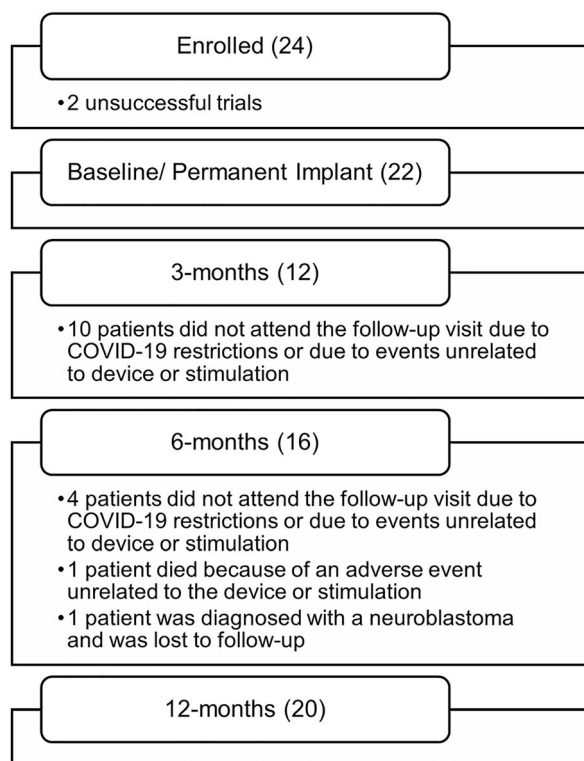 Enrolled (24)
•2 unsuccessful trials
Baseline/ Permanent Implant (22)
3-months (12)
•10 patients did not attend the follow-up visit due to
COVID-19 restrictions or due to events unrelated
to device or stimulation
6-months (16)
•4 patients did not attend the follow-up visit due to
COVID-19 restrictions or due to events unrelated
to device or stimulation
•1 patient died because of an adverse event
unrelated to the device or stimulation
•1 patient was diagnosed with a neuroblastoma
and was lost to follow-up
12-months (20)